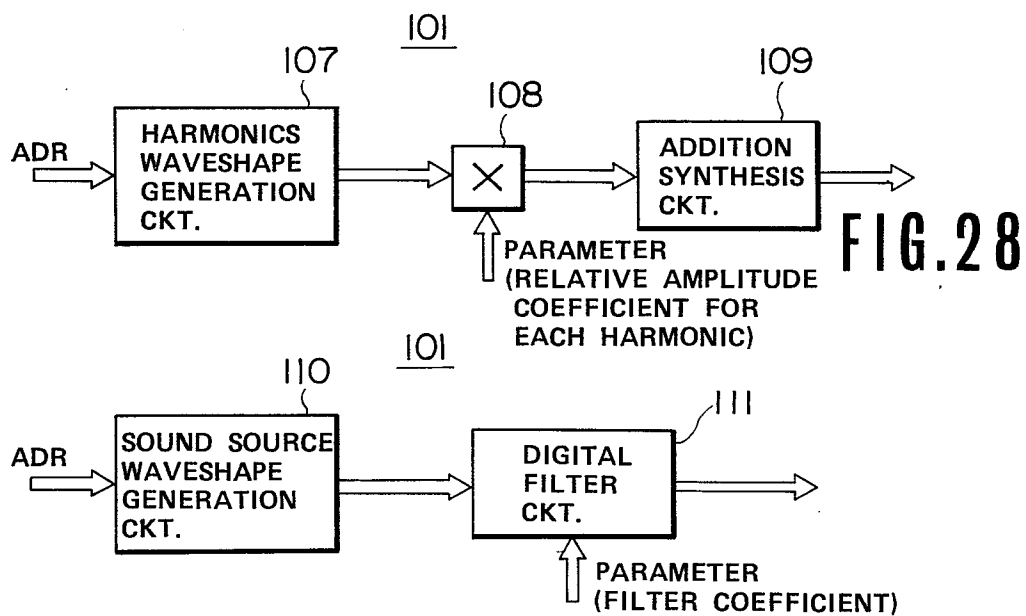 101
107
108
109
ADR
HARMONICS
WAVESHAPE
GENERATION
CKT.
×
ADDITION
SYNTHESIS
CKT.
PARAMETER
(RELATIVE AMPLITUDE
COEFFICIENT FOR
EACH HARMONIC)
FIG.28
101
110
111
ADR
SOUND SOURCE
WAVESHAPE
GENERATION
CKT.
DIGITAL
FILTER
CKT.
PARAMETER
(FILTER COEFFICIENT)